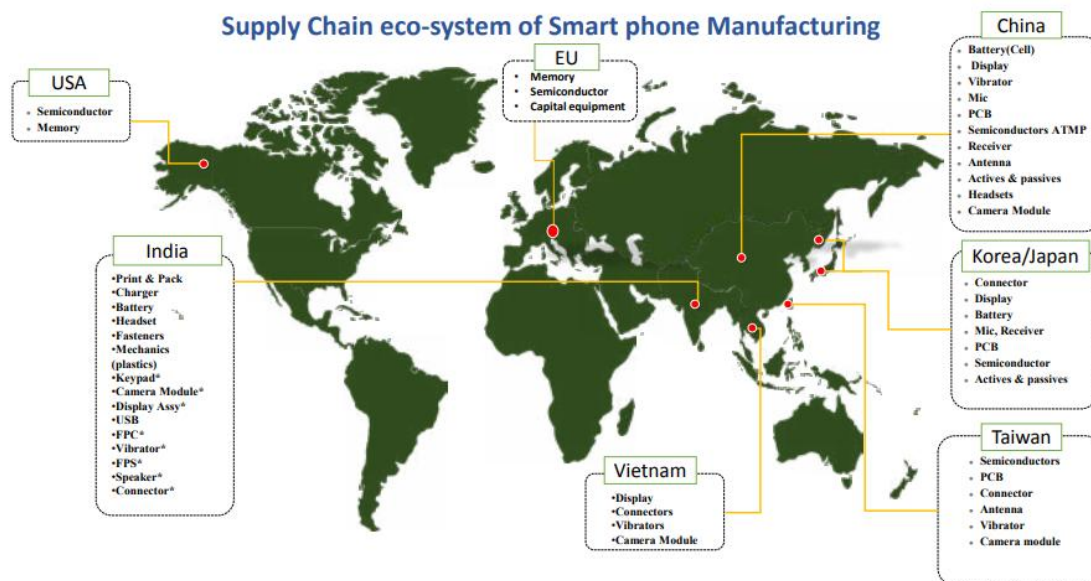 Supply Chain eco-system of Smart phone Manufacturing
USA
Semiconductor
Memory
EU
Memory
Semiconductor
Capital equipment
China
Battery(Cell)
Display
Vibrator
Mic
PCB
Semiconductors ATMP
Receiver
Antenna
Actives & passives
Headsets
Camera Module
India
•Print & Pack
•Charger
•Battery
•Headset
•Fasteners
•Mechanics
(plastics)
•Keypad*
•Camera Module*
•Display Assy*
•USB
•FPC*
•Vibrator*
•FPS*
•Speaker*
•Connector*
Korea/Japan
Connector
Display
Battery
Mic, Receiver
PCB
Semiconductor
Actives & passives
Vietnam
•Display
•Connectors
•Vibrators
•Camera Module
Taiwan
Semiconductors
PCB
Connector
Antenna
Vibrator
Camera module